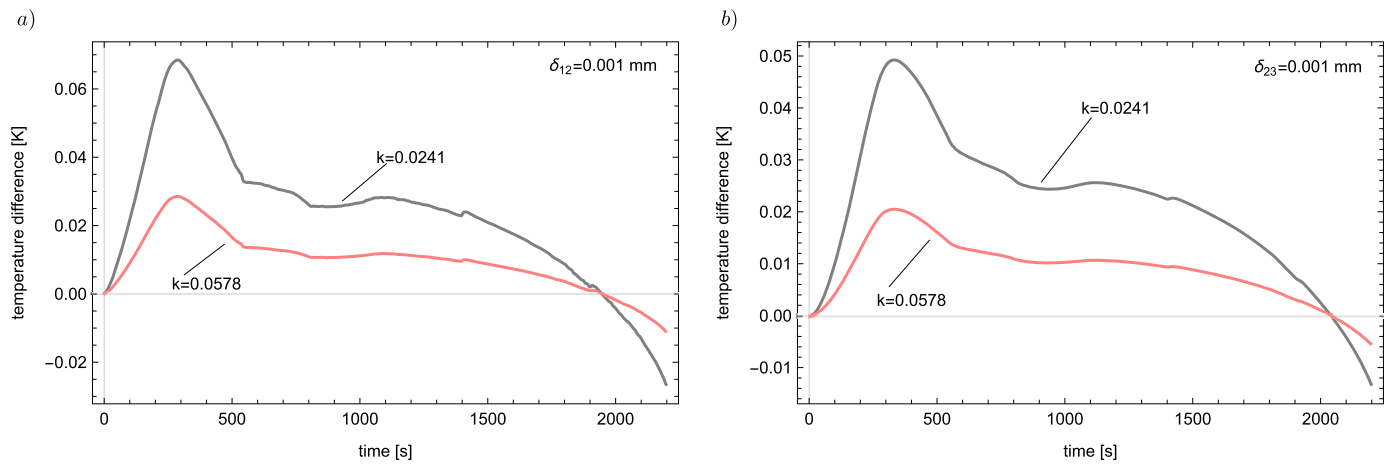 a)
δ12=0.001 mm
k=0.0241
k=0.0578
temperature difference [K]
0.06
0.04
0.02
0.00
−0.02
0 500 1000 1500 2000
time [s]
b)
δ23=0.001 mm
k=0.0241
k=0.0578
temperature difference [K]
0.05
0.04
0.03
0.02
0.01
0.00
−0.01
0 500 1000 1500 2000
time [s]